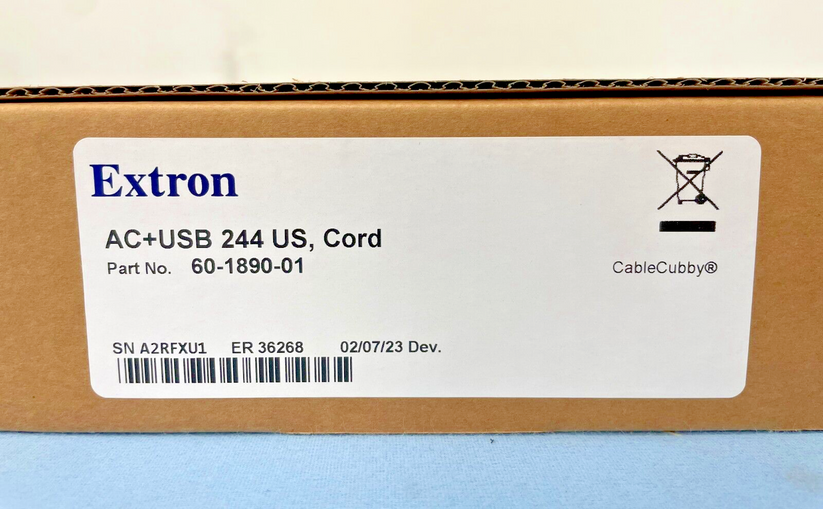 Extron
AC+USB 244 US, Cord
Part No. 60-1890-01
CableCubby®
SN A2RFXU1 ER 36268 02/07/23 Dev.